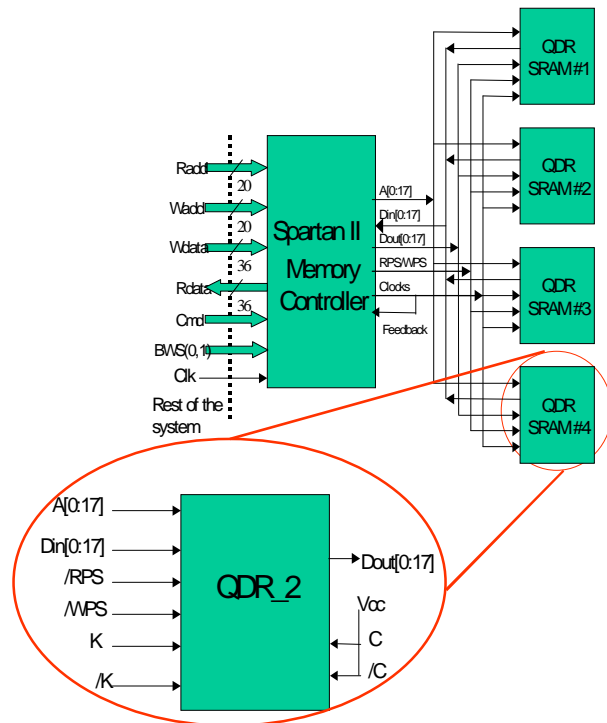 QDR
SRAM #1
QDR
SRAM #2
QDR
SRAM #3
QDR
SRAM #4
Raddl
20
Waddl
20
Wdata
36
Rdata
36
Cmd
BWS(0,1)
Clk
Rest of the
system
Spartan II
Memory
Controller
A[0:17]
Din[0:17]
Dout[0:17]
RPS/WPS
Clocks
Feedback
A[0:17]
Din[0:17]
/RPS
/WPS
K
/K
QDR_2
Dout[0:17]
Vcc
C
/C